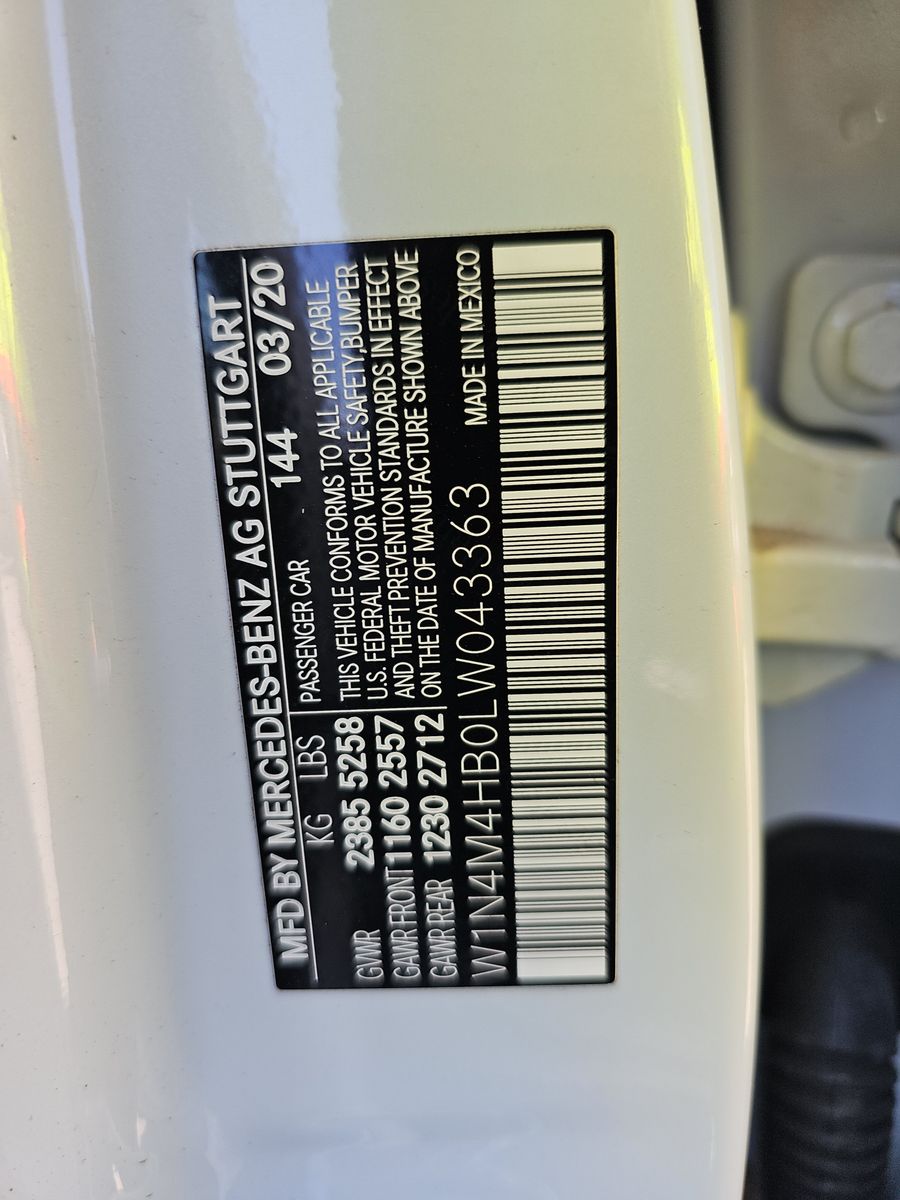 MFD BY MERCEDES-BENZ AG STUTTGART
KG LBS 144 03/20
PASSENGER CAR
GVWR 2385 5258 THIS VEHICLE CONFORMS TO ALL APPLICABLE
GAWR FRONT 1160 2557 U.S. FEDERAL MOTOR VEHICLE SAFETY,BUMPER
AND THEFT PREVENTION STANDARDS IN EFFECT
GAWR REAR 1230 2712 ON THE DATE OF MANUFACTURE SHOWN ABOVE
W1N4M4HB0LW043363 MADE IN MEXICO